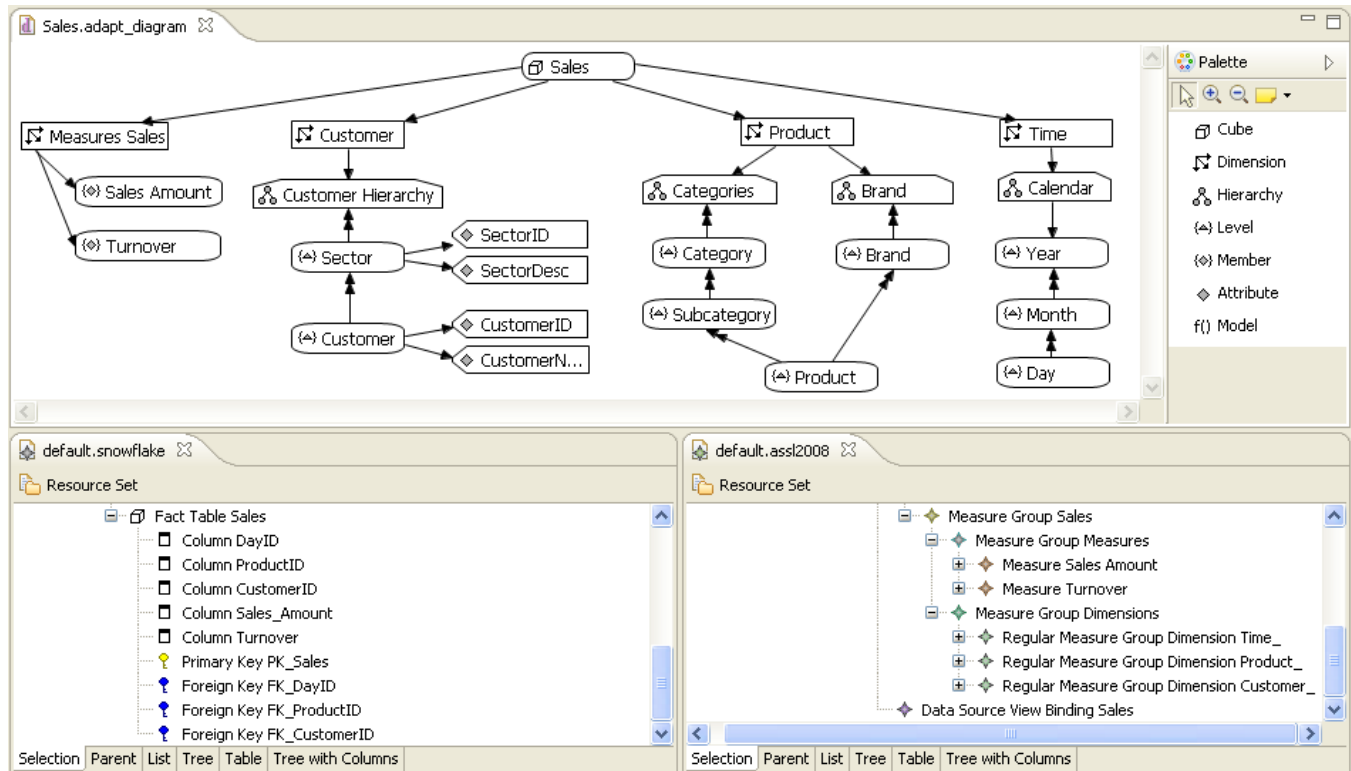 Sales.adapt_diagram
Sales
Measures Sales
Customer
Product
Time
Sales Amount
Turnover
Customer Hierarchy
Categories
Brand
Calendar
Sector
SectorID
SectorDesc
Category
Brand
Year
Customer
CustomerID
CustomerN...
Subcategory
Month
Product
Day
Palette
Cube
Dimension
Hierarchy
Level
Member
Attribute
f() Model
default.snowflake
Resource Set
Fact Table Sales
Column DayID
Column ProductID
Column CustomerID
Column Sales_Amount
Column Turnover
Primary Key PK_Sales
Foreign Key FK_DayID
Foreign Key FK_ProductID
Foreign Key FK_CustomerID
Selection Parent List Tree Table Tree with Columns
default.assl2008
Resource Set
Measure Group Sales
Measure Group Measures
Measure Sales Amount
Measure Turnover
Measure Group Dimensions
Regular Measure Group Dimension Time_
Regular Measure Group Dimension Product_
Regular Measure Group Dimension Customer_
Data Source View Binding Sales
Selection Parent List Tree Table Tree with Columns